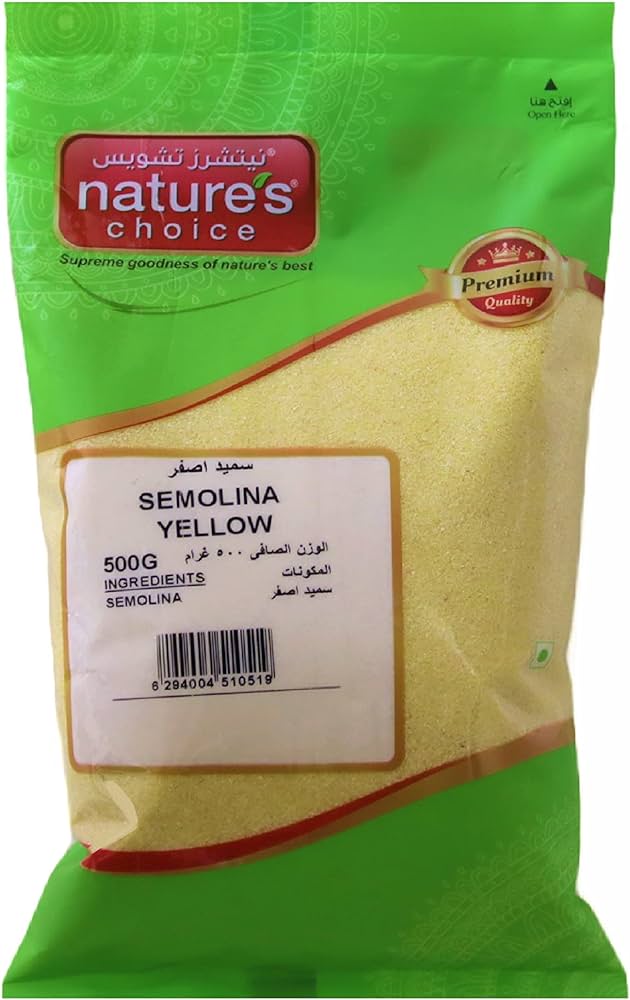 إفتح هنا
Open Here
نيتشرز تشويس®
nature's®
choice
Supreme goodness of nature's best
Premium
Quality
سميد اصفر
SEMOLINA
YELLOW
500G الوزن الصافى ٥٠٠ غرام
INGREDIENTS المكونات
SEMOLINA سميد اصفر
6 294004 510519